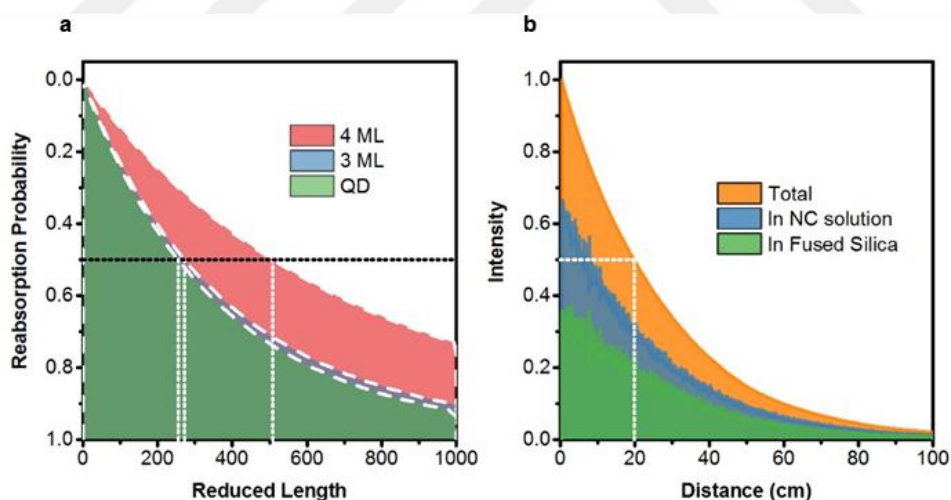 a
0.0
0.2
0.4
0.6
0.8
1.0
Reabsorption Probability
4 ML
3 ML
QD
0 200 400 600 800 1000
Reduced Length
b
1.0
0.8
0.6
0.4
0.2
0.0
Intensity
Total
In NC solution
In Fused Silica
0 20 40 60 80 100
Distance (cm)